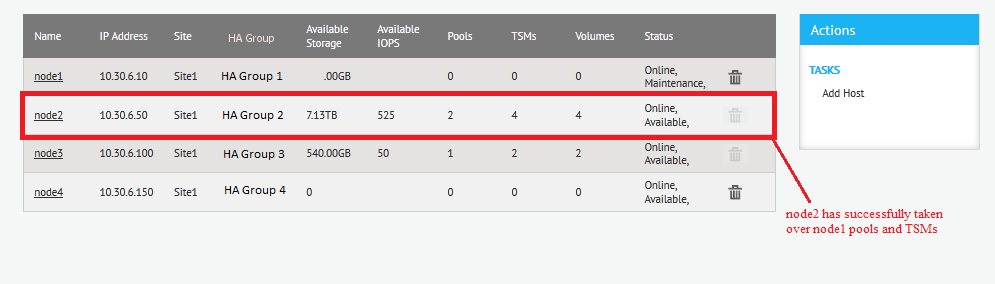 Name IP Address Site HA Group Available Storage Available IOPS Pools TSMs Volumes Status
node1 10.30.6.10 Site1 HA Group 1 .00GB 0 0 0 Online, Maintenance,
node2 10.30.6.50 Site1 HA Group 2 7.13TB 525 2 4 4 Online, Available,
node3 10.30.6.100 Site1 HA Group 3 540.00GB 50 1 2 2 Online, Available,
node4 10.30.6.150 Site1 HA Group 4 0 0 0 0 Online, Available,
Actions
TASKS
Add Host
node2 has successfully taken
over node1 pools and TSMs